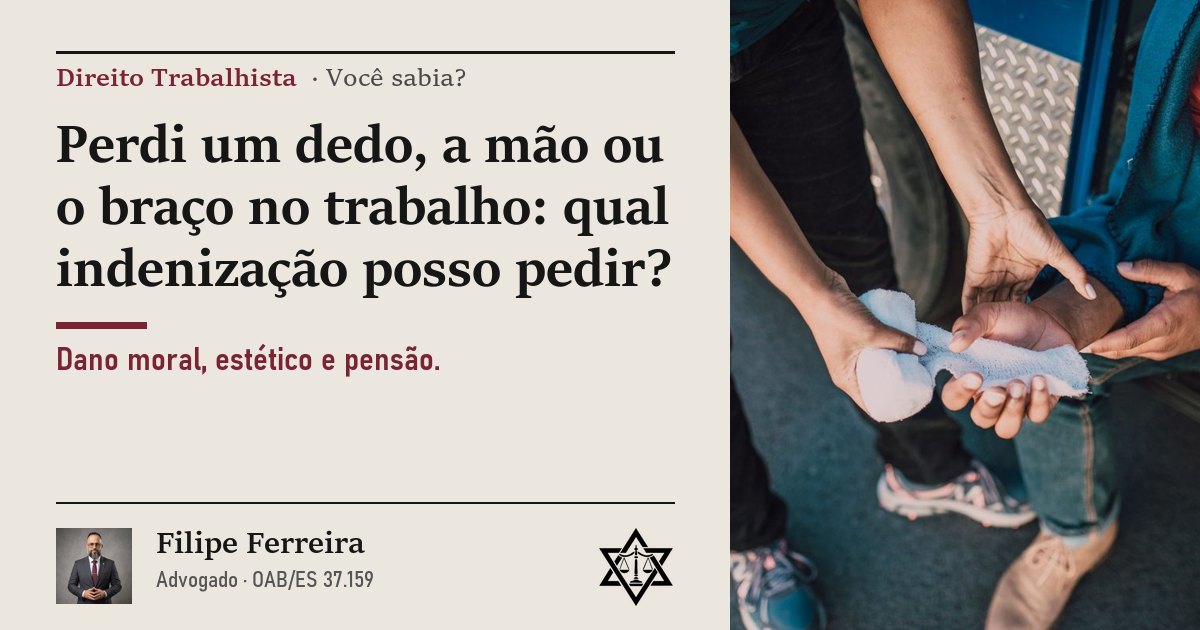 Direito Trabalhista · Você sabia?
Perdi um dedo, a mão ou
o braço no trabalho: qual
indenização posso pedir?
Dano moral, estético e pensão.
Filipe Ferreira
Advogado · OAB/ES 37.159